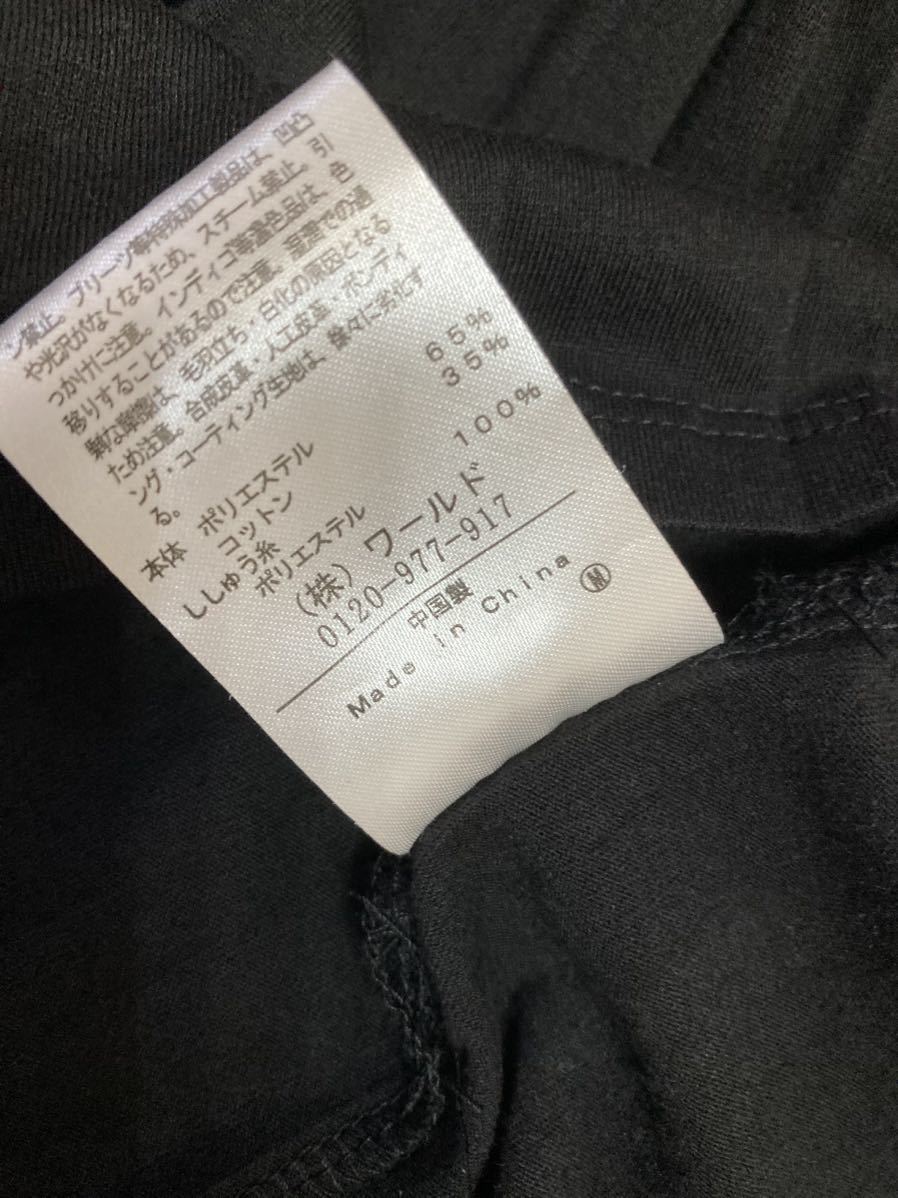 ン禁止。プリーツ等特殊加工製品は、凹凸
や光沢がなくなるため、スチーム禁止。引
っかけに注意。インディゴ等濃色品は、色
移りすることがあるので注意。湿潤での過
剰な摩擦は、毛羽立ち・白化の原因となる
ため注意。合成皮革・人工皮革・ボンディ
ング・コーティング生地は、徐々に劣化す
る。
本体 ポリエステル 65%
コットン 35%
ししゅう糸
ポリエステル 100%
(株)ワールド
0120-977-917
中国製
Made in China
M